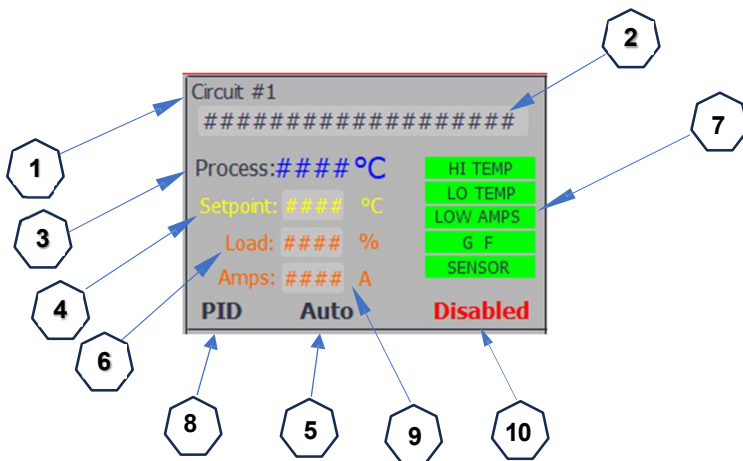 2
Circuit #1
###################
7
1
HI TEMP
Process:####°C
LO TEMP
3
Setpoint: #### °C
LOW AMPS
Load: #### %
G F
4
SENSOR
Amps: #### A
6
PID Auto Disabled
8 5 9 10